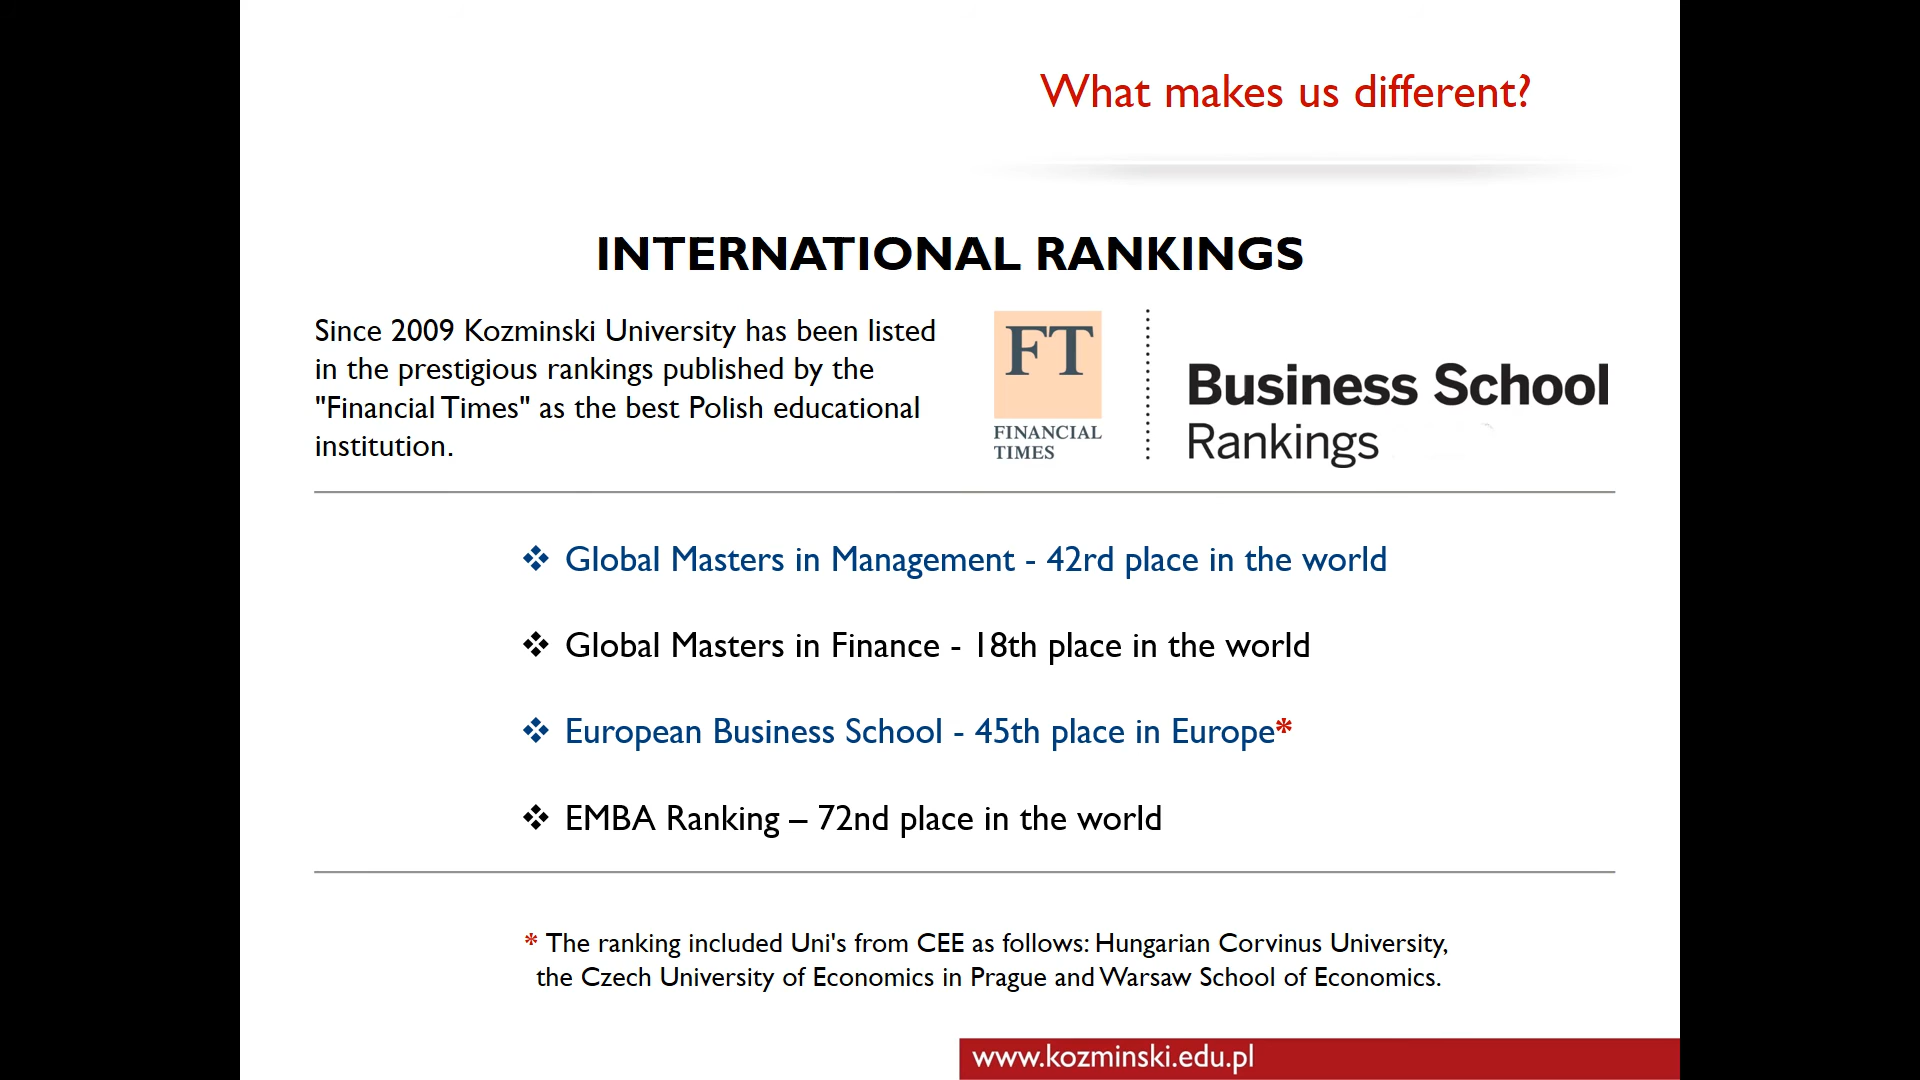 What makes us different?
INTERNATIONAL RANKINGS
Since 2009 Kozminski University has been listed
in the prestigious rankings published by the
"Financial Times" as the best Polish educational
institution.
FT
FINANCIAL
TIMES
Business School
Rankings
❖ Global Masters in Management - 42rd place in the world
❖ Global Masters in Finance - 18th place in the world
❖ European Business School - 45th place in Europe*
❖ EMBA Ranking – 72nd place in the world
* The ranking included Uni's from CEE as follows: Hungarian Corvinus University,
the Czech University of Economics in Prague and Warsaw School of Economics.
www.kozminski.edu.pl